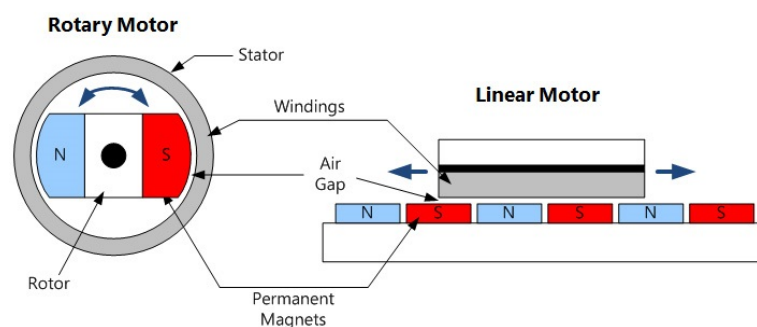 Rotary Motor
Stator
Windings
Linear Motor
N
S
Air
Gap
N
S
N
S
N
S
Rotor
Permanent
Magnets